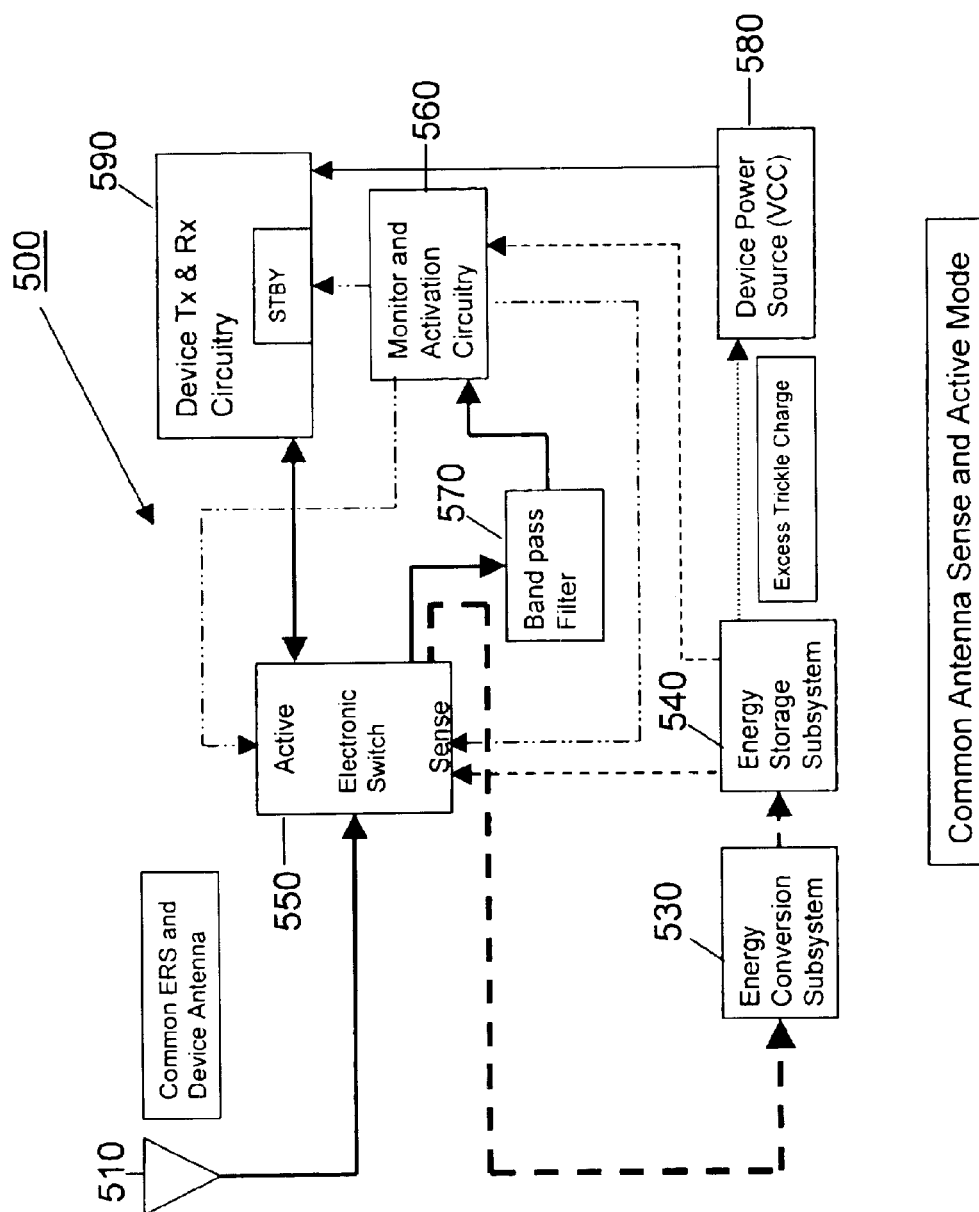 510
Common ERS and
Device Antenna
500
590
Device Tx & Rx
Circuitry
STBY
550
Active
Electronic
Switch
Sense
570
Band pass
Filter
560
Monitor and
Activation
Circuitry
530
Energy
Conversion
Subsystem
540
Energy
Storage
Subsystem
Excess Trickle Charge
580
Device Power
Source (VCC)
Common Antenna Sense and Active Mode